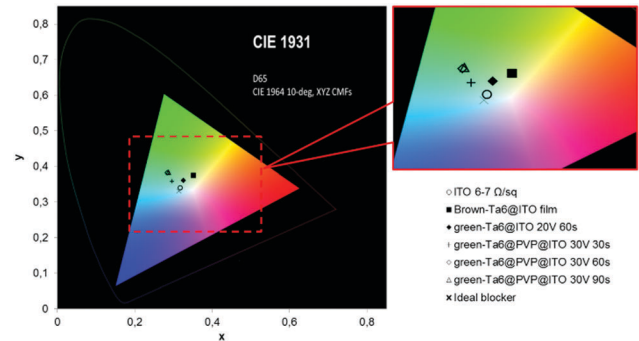 CIE 1931
D65
CIE 1964 10-deg, XYZ CMFs
0,8
0,7
0,6
0,5
0,4
0,3
0,2
0,1
0
y
0
0,2
0,4
0,6
0,8
x
ITO 6-7 Ω/sq
Brown-Ta6@ITO film
green-Ta6@ITO 20V 60s
green-Ta6@PVP@ITO 30V 30s
green-Ta6@PVP@ITO 30V 60s
green-Ta6@PVP@ITO 30V 90s
Ideal blocker